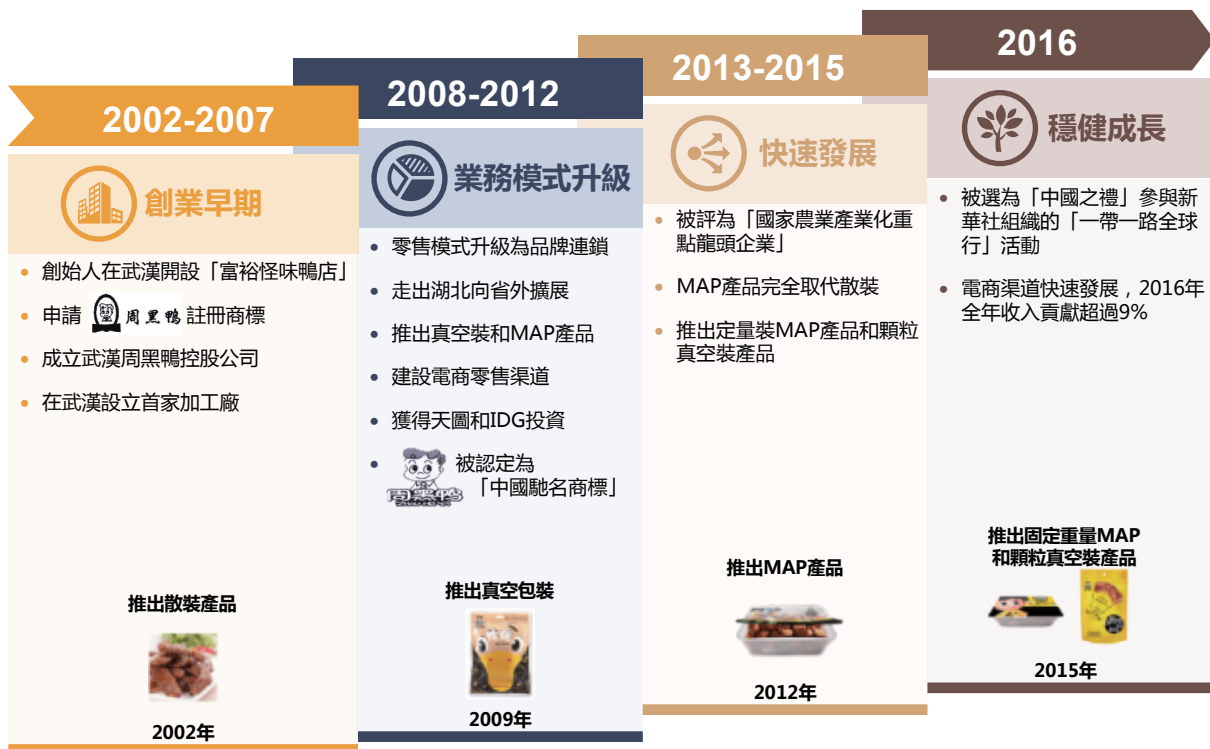 2002-2007
創業早期
創始人在武漢開設「富裕怪味鴨店」
申請 周黑鴨 註冊商標
成立武漢周黑鴨控股公司
在武漢設立首家加工廠
推出散裝產品
2002年
2008-2012
業務模式升級
零售模式升級為品牌連鎖
走出湖北向省外擴展
推出真空裝和MAP產品
建設電商零售渠道
獲得天圖和IDG投資
周黑鴨
被認定為
「中國馳名商標」
推出真空包裝
2009年
2013-2015
快速發展
被評為「國家農業產業化重
點龍頭企業」
MAP產品完全取代散裝
推出定量裝MAP產品和顆粒
真空裝產品
推出MAP產品
2012年
2016
穩健成長
被選為「中國之禮」參與新
華社組織的「一帶一路全球
行」活動
電商渠道快速發展，2016年
全年收入貢獻超過9%
推出固定重量MAP
和顆粒真空裝產品
2015年